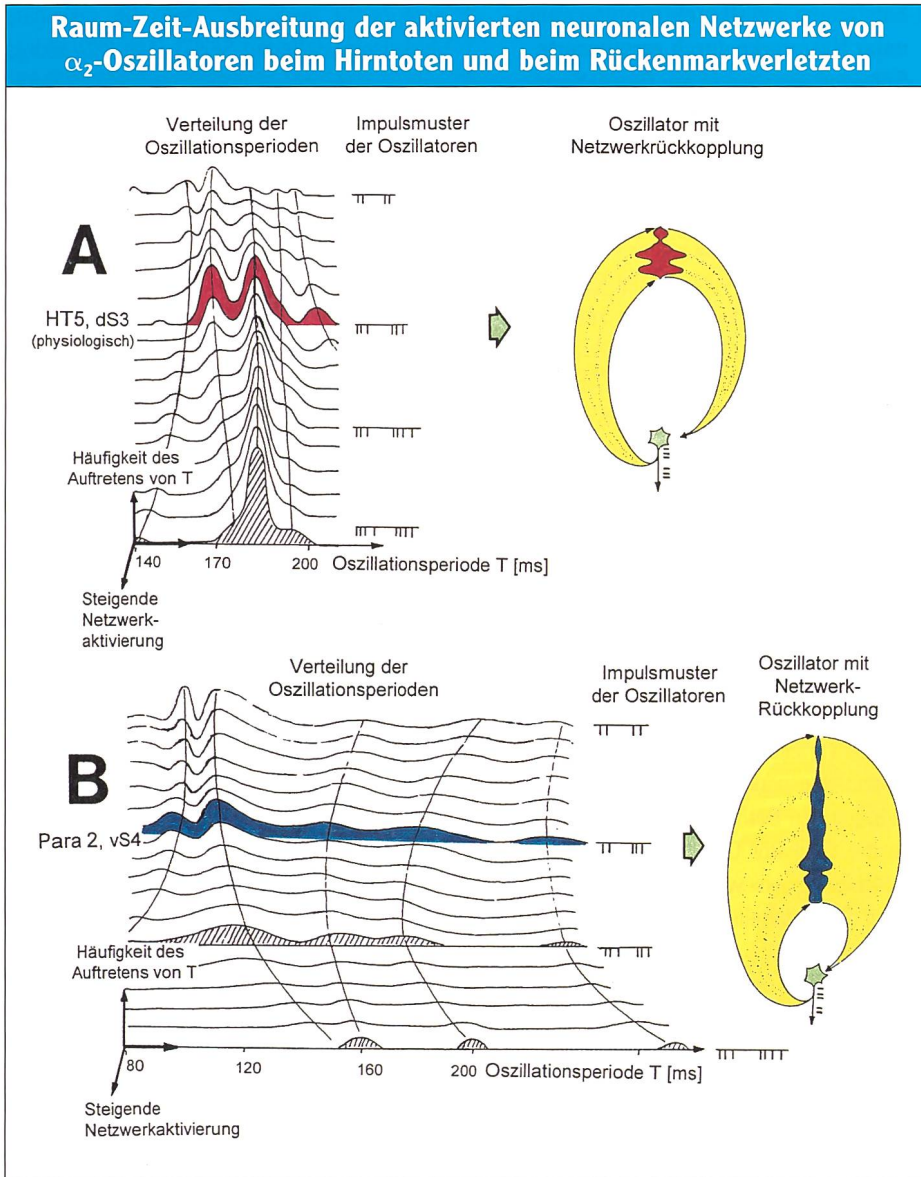 Raum-Zeit-Ausbreitung der aktivierten neuronalen Netzwerke von
α₂-Oszillatoren beim Hirntoten und beim Rückenmarkverletzten
Verteilung der
Oszillationsperioden
Impulsmuster
der Oszillatoren
Oszillator mit
Netzwerkrückkopplung
A
HT5, dS3
(physiologisch)
Häufigkeit des
Auftretens von T
140
170
200
Oszillationsperiode T [ms]
Steigende
Netzwerk-
aktivierung
Verteilung der
Oszillationsperioden
Impulsmuster
der Oszillatoren
Oszillator mit
Netzwerk-
Rückkopplung
B
Para 2, vS4
Häufigkeit des
Auftretens von T
80
120
160
200
Oszillationsperiode T [ms]
Steigende
Netzwerkaktivierung